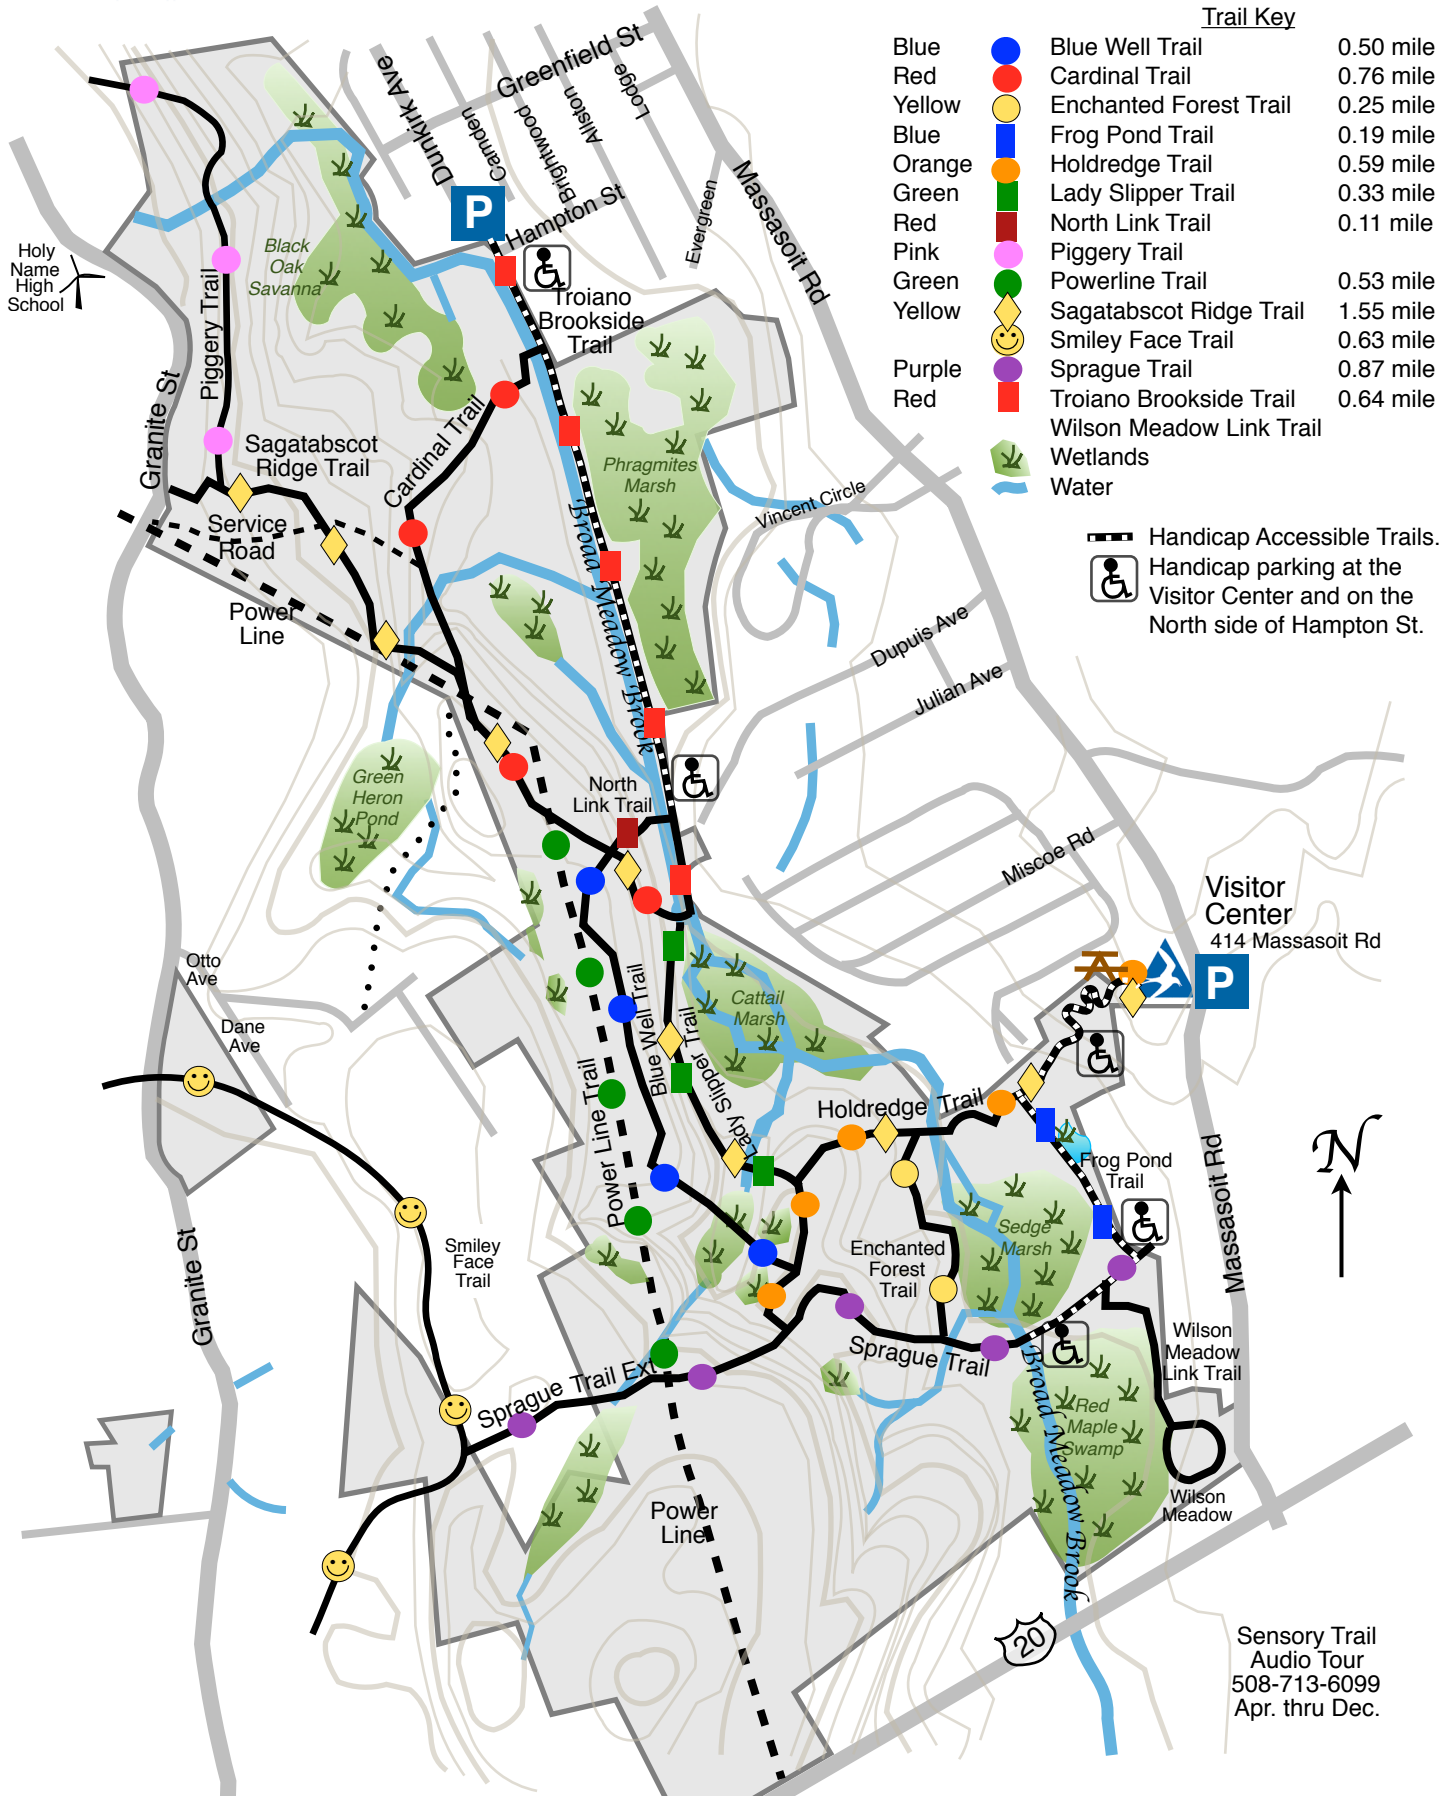 Trail Key
Blue Blue Well Trail 0.50 mile
Red Cardinal Trail 0.76 mile
Yellow Enchanted Forest Trail 0.25 mile
Blue Frog Pond Trail 0.19 mile
Orange Holdredge Trail 0.59 mile
Green Lady Slipper Trail 0.33 mile
Red North Link Trail 0.11 mile
Pink Piggery Trail
Green Powerline Trail 0.53 mile
Yellow Sagatabscot Ridge Trail 1.55 mile
Smiley Face Trail 0.63 mile
Purple Sprague Trail 0.87 mile
Red Troiano Brookside Trail 0.64 mile
Wilson Meadow Link Trail
Wetlands
Water
Handicap Accessible Trails.
Handicap parking at the
Visitor Center and on the
North side of Hampton St.
Greenfield St
Dunkirk Ave
Camden
Brightwood
Allston
Lodge
Evergreen
Massasoit Rd
P
Hampton St
Holy
Name
High
School
Black
Oak
Savanna
Piggery Trail
Granite St
Troiano
Brookside
Trail
Cardinal Trail
Sagatabscot
Ridge Trail
Service
Road
Power
Line
Phragmites
Marsh
Vincent Circle
Broad Meadow Brook
Dupuis Ave
Julian Ave
Green
Heron
Pond
North
Link Trail
Miscoe Rd
Visitor
Center
414 Massasoit Rd
P
Otto
Ave
Dane
Ave
Cattail
Marsh
Blue Well Trail
Lady Slipper Trail
Power Line Trail
Holdredge Trail
Frog Pond
Trail
N
Massasoit Rd
Sedge
Marsh
Enchanted
Forest
Trail
Smiley
Face
Trail
Granite St
Sprague Trail
Sprague Trail Ext
Wilson
Meadow
Link Trail
Red
Maple
Swamp
Broad Meadow Brook
Wilson
Meadow
Power
Line
20
Sensory Trail
Audio Tour
508-713-6099
Apr. thru Dec.